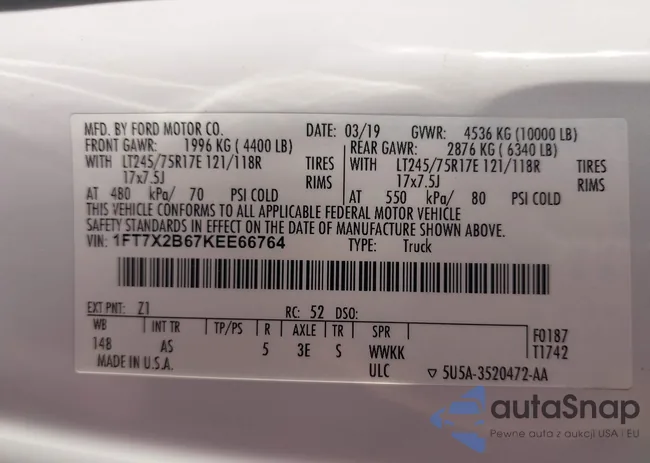 MFD. BY FORD MOTOR CO. DATE: 03/19 GVWR: 4536 KG (10000 LB)
FRONT GAWR: 1996 KG (4400 LB) REAR GAWR: 2876 KG (6340 LB)
WITH LT245/75R17E 121/118R TIRES WITH LT245/75R17E 121/118R TIRES
17x7.5J RIMS 17x7.5J RIMS
AT 480 kPa/ 70 PSI COLD AT 550 kPa/ 80 PSI COLD
THIS VEHICLE CONFORMS TO ALL APPLICABLE FEDERAL MOTOR VEHICLE
SAFETY STANDARDS IN EFFECT ON THE DATE OF MANUFACTURE SHOWN ABOVE.
VIN: 1FT7X2B67KEE66764 TYPE: Truck
EXT PNT: Z1 RC: 52 DSO:
WB INT TR TP/PS R AXLE TR SPR F0187
148 AS 5 3E S WWKK T1742
MADE IN U.S.A. ULC ▽ 5U5A-3520472-AA
autaSnap
Pewne auta z aukcji USA i EU